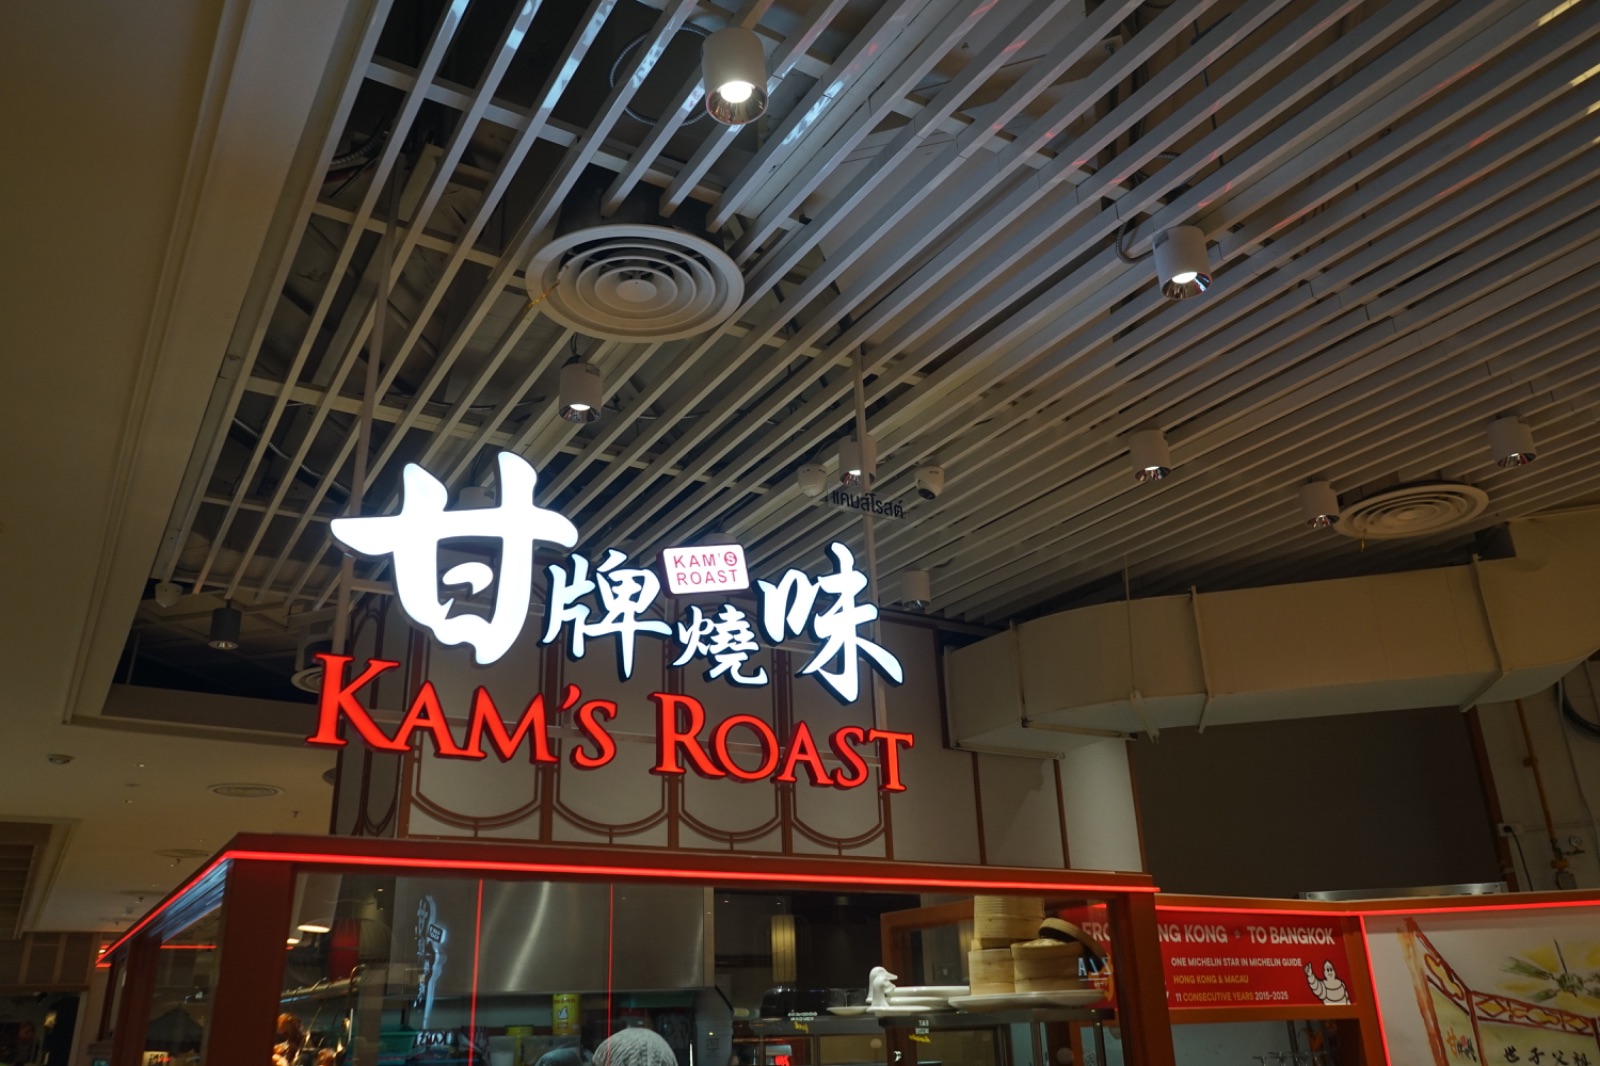 แคมส์โรสต์
甘牌燒味
KAM'S
ROAST
KAM'S ROAST
NG KONG TO BANGKOK
ONE MICHELIN STAR IN MICHELIN GUIDE
HONG KONG & MACAU
11 CONSECUTIVE YEARS 2015-2025